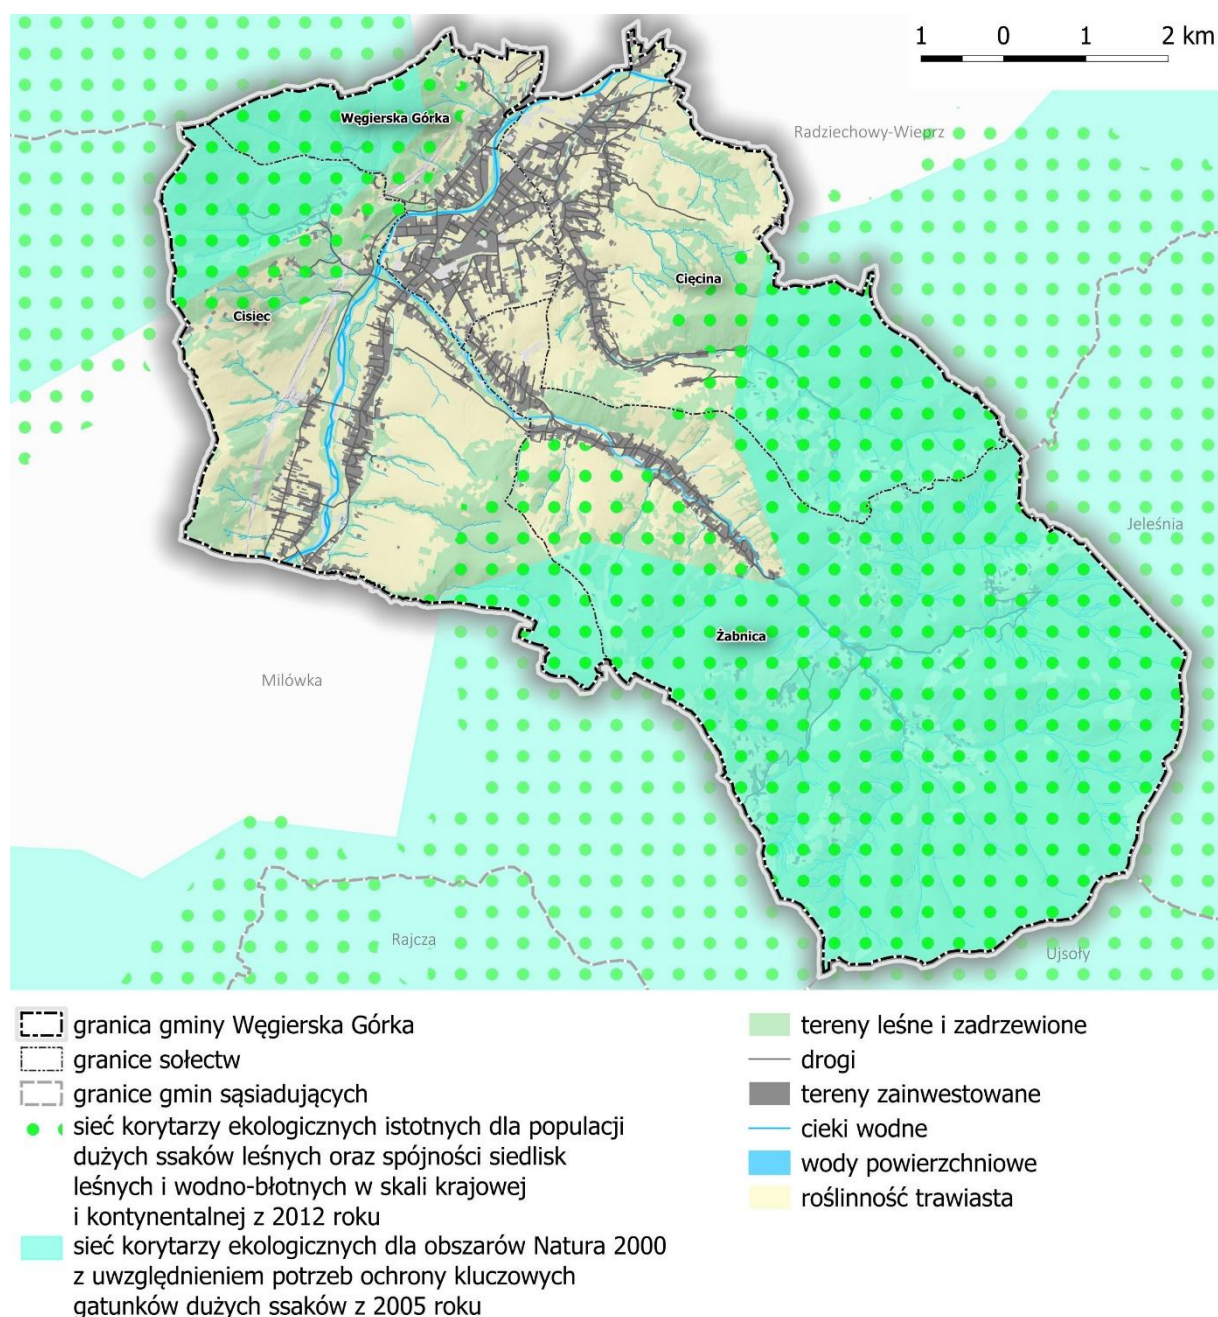 1 0 1 2 km
Radziechowy-Wieprz
Węgierska Górka
Cięcina
Cisiec
Jeleśnia
Żabnica
Milówka
Rajcza
Ujsoły
granica gminy Węgierska Górka
granice sołectw
granice gmin sąsiadujących
sieć korytarzy ekologicznych istotnych dla populacji
dużych ssaków leśnych oraz spójności siedlisk
leśnych i wodno-błotnych w skali krajowej
i kontynentalnej z 2012 roku
sieć korytarzy ekologicznych dla obszarów Natura 2000
z uwzględnieniem potrzeb ochrony kluczowych
gatunków dużych ssaków z 2005 roku
tereny leśne i zadrzewione
drogi
tereny zainwestowane
cieki wodne
wody powierzchniowe
roślinność trawiasta